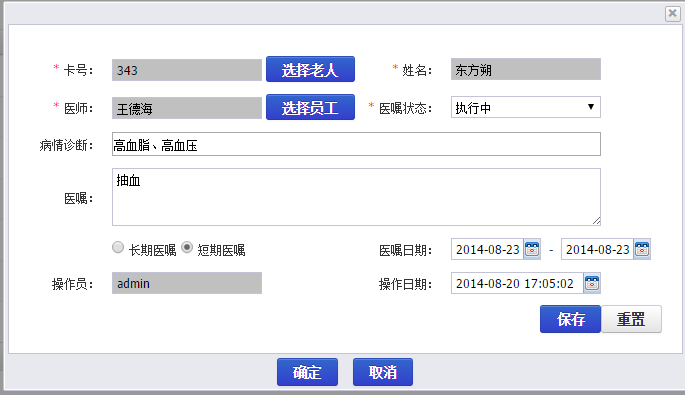 * 卡号： 343 选择老人 * 姓名： 东方朔
* 医师： 王德海 选择员工 * 医嘱状态： 执行中
病情诊断： 高血脂、高血压
医嘱： 抽血
长期医嘱 短期医嘱 医嘱日期： 2014-08-23 - 2014-08-23
操作员： admin 操作日期： 2014-08-20 17:05:02
保存 重置
确定 取消